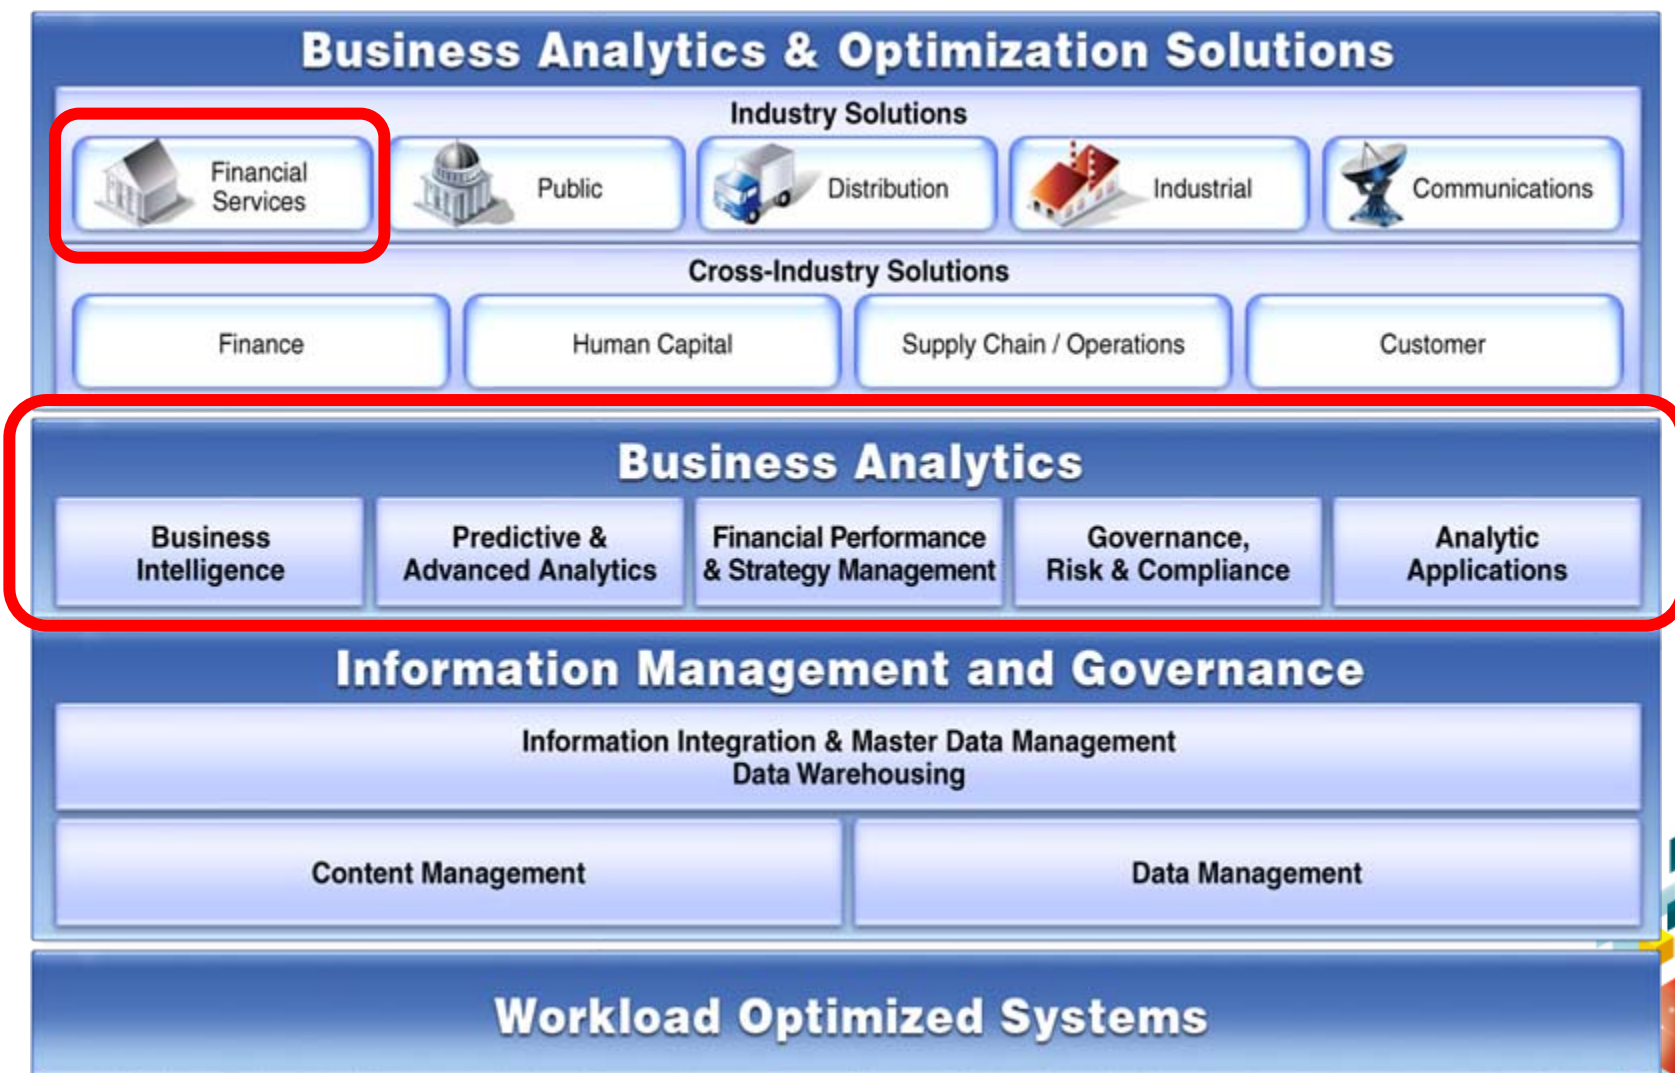 Business Analytics & Optimization Solutions
Industry Solutions
Financial
Services
Public
Distribution
Industrial
Communications
Cross-Industry Solutions
Finance
Human Capital
Supply Chain / Operations
Customer
Business Analytics
Business
Intelligence
Predictive &
Advanced Analytics
Financial Performance
& Strategy Management
Governance,
Risk & Compliance
Analytic
Applications
Information Management and Governance
Information Integration & Master Data Management
Data Warehousing
Content Management
Data Management
Workload Optimized Systems